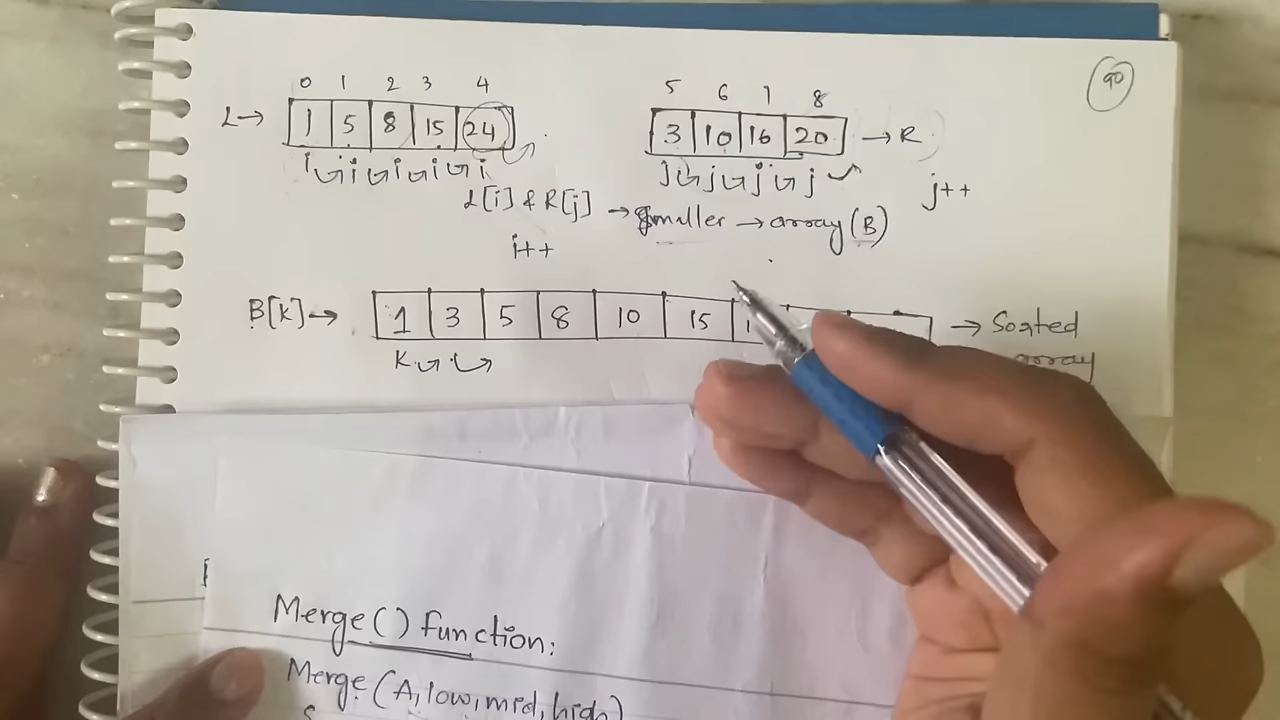 90
0 1 2 3 4
5 6 7 8
L→ 1 5 8 15 24
3 10 16 20 →R
i i i i i
j j j j
j++
L[i] & R[j] → smaller → array(B)
i++
B[k]→ 1 3 5 8 10 15 → Sorted
array
K
Merge() function:
Merge(A,low,mid,high)